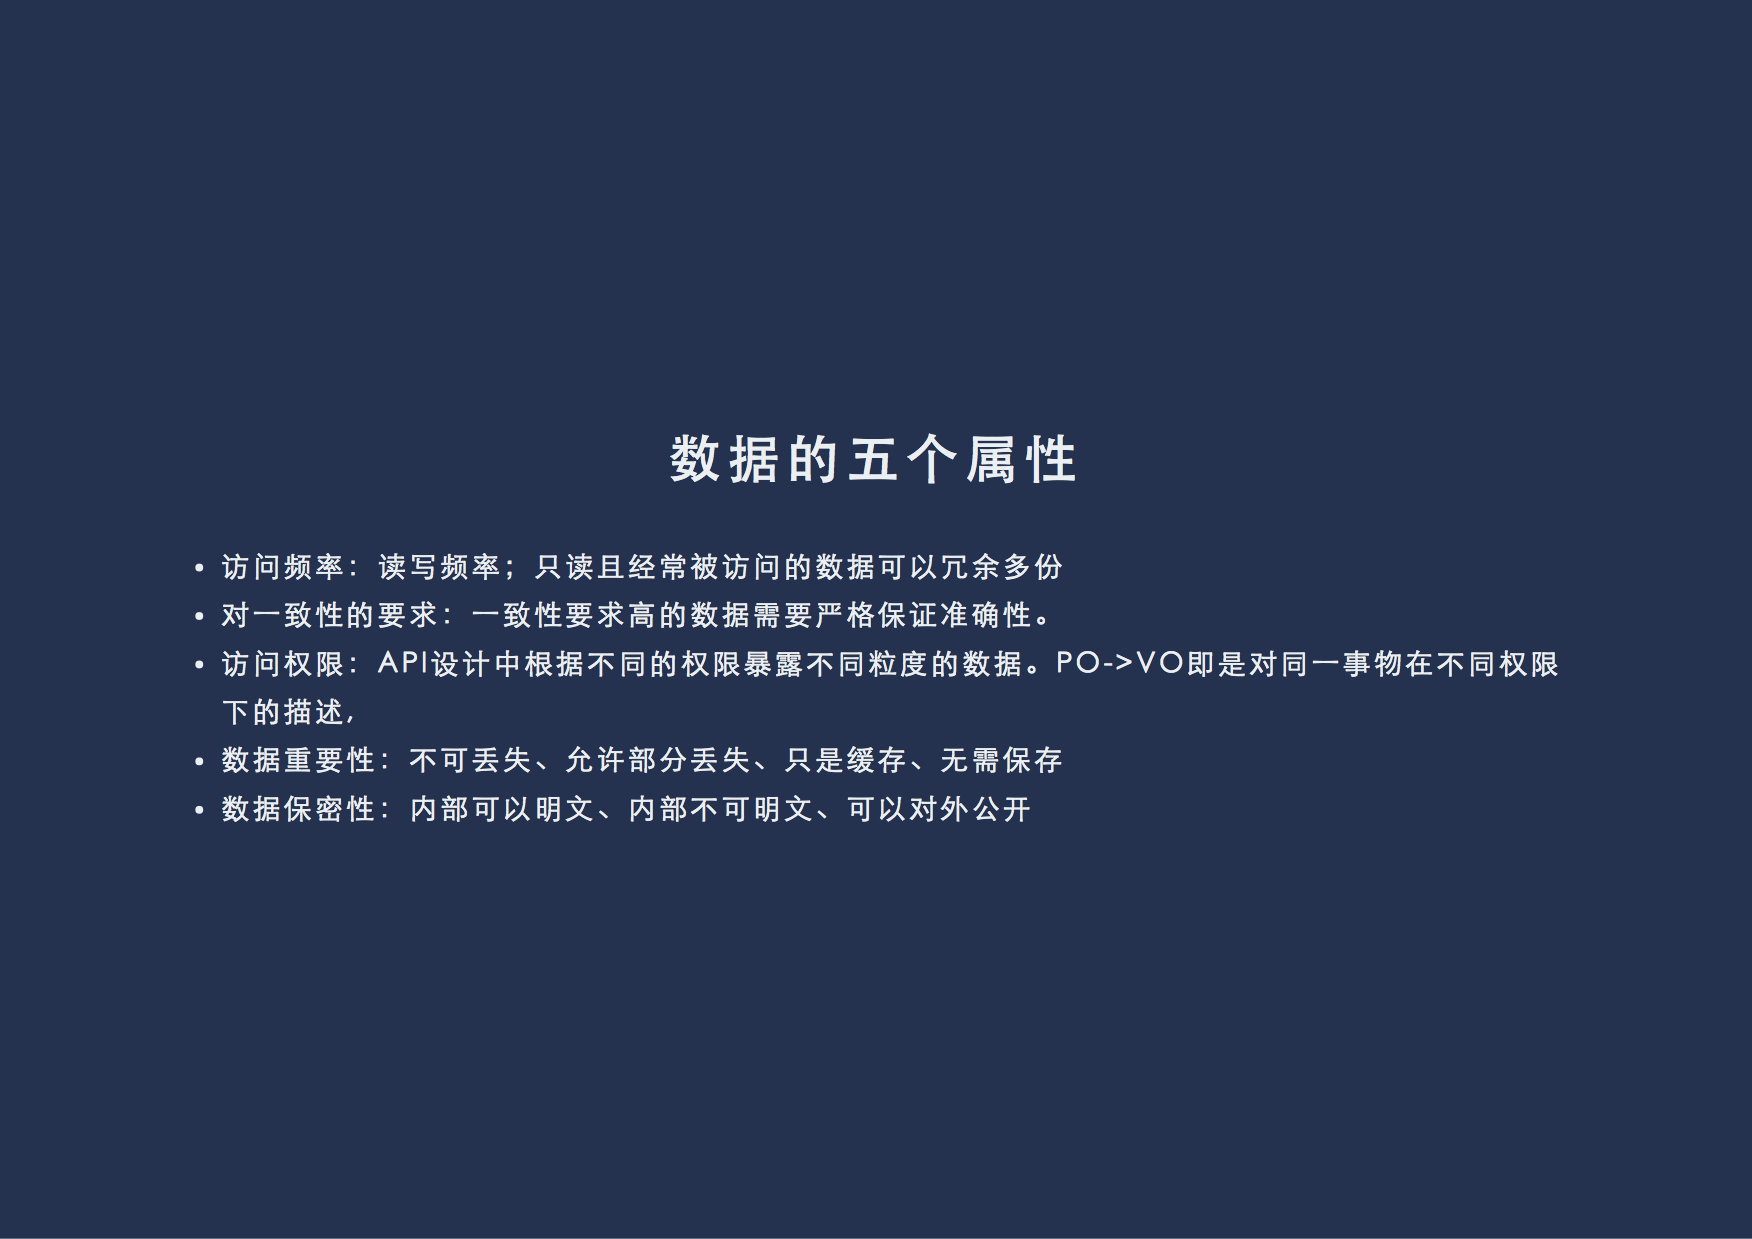 数据的五个属性
• 访问频率：读写频率；只读且经常被访问的数据可以冗余多份
• 对一致性的要求：一致性要求高的数据需要严格保证准确性。
• 访问权限：API设计中根据不同的权限暴露不同粒度的数据。PO->VO即是对同一事物在不同权限
下的描述,
• 数据重要性：不可丢失、允许部分丢失、只是缓存、无需保存
• 数据保密性：内部可以明文、内部不可明文、可以对外公开